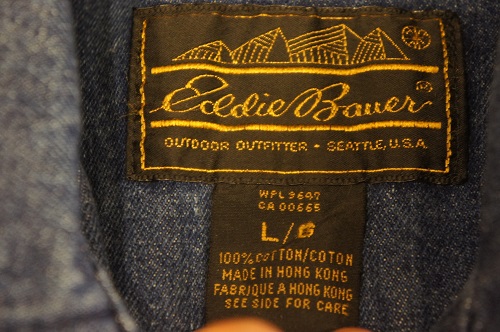 Eddie Bauer
OUTDOOR OUTFITTER • SEATTLE, U.S.A.
WPL 9647
CA 00665
L/G
100% COTTON/COTON
MADE IN HONG KONG
FABRIQUE A HONG KONG
SEE SIDE FOR CARE